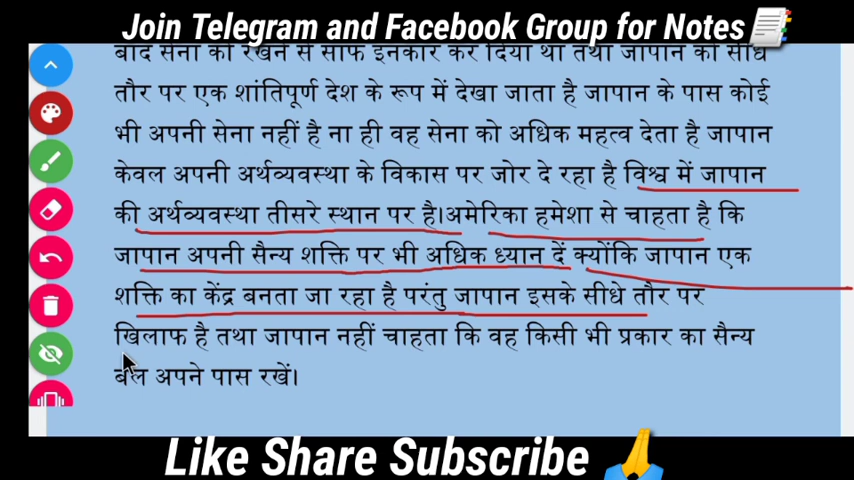 Join Telegram and Facebook Group for Notes
बाद सेना को रखने से साफ इनकार कर दिया था तथा जापान को सीधे
तौर पर एक शांतिपूर्ण देश के रूप में देखा जाता है जापान के पास कोई
भी अपनी सेना नहीं है ना ही वह सेना को अधिक महत्व देता है जापान
केवल अपनी अर्थव्यवस्था के विकास पर जोर दे रहा है विश्व में जापान
की अर्थव्यवस्था तीसरे स्थान पर है।अमेरिका हमेशा से चाहता है कि
जापान अपनी सैन्य शक्ति पर भी अधिक ध्यान दें क्योंकि जापान एक
शक्ति का केंद्र बनता जा रहा है परंतु जापान इसके सीधे तौर पर
खिलाफ है तथा जापान नहीं चाहता कि वह किसी भी प्रकार का सैन्य
बल अपने पास रखें।
Like Share Subscribe